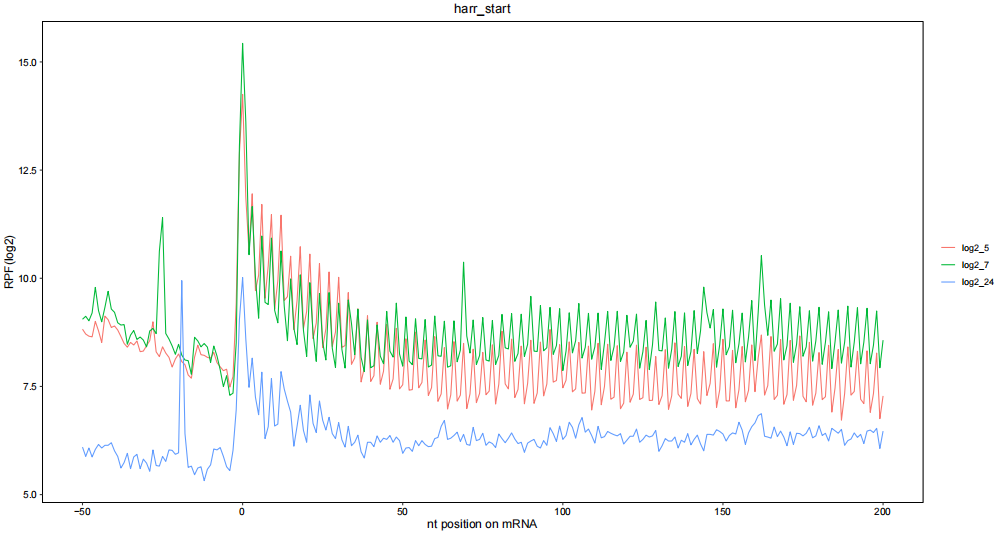 harr_start
RPF(log2)
15.0
12.5
10.0
7.5
5.0
−50
0
50
100
150
200
nt position on mRNA
log2_5
log2_7
log2_24